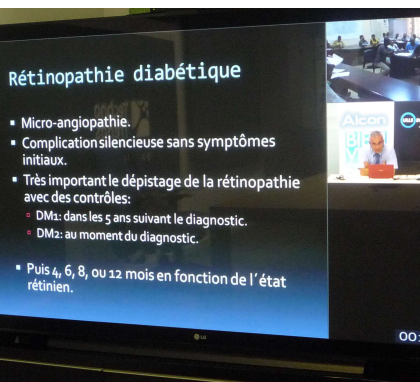 Rétinopathie diabétique
▪ Micro-angiopathie.
▪ Complication silencieuse sans symptômes
initiaux.
▪ Très important le dépistage de la rétinopathie
avec des contrôles:
▫ DM1: dans les 5 ans suivant le diagnostic.
▫ DM2: au moment du diagnostic.
▪ Puis 4, 6, 8, ou 12 mois en fonction de l´état
rétinien.
Alcon
LG
00: